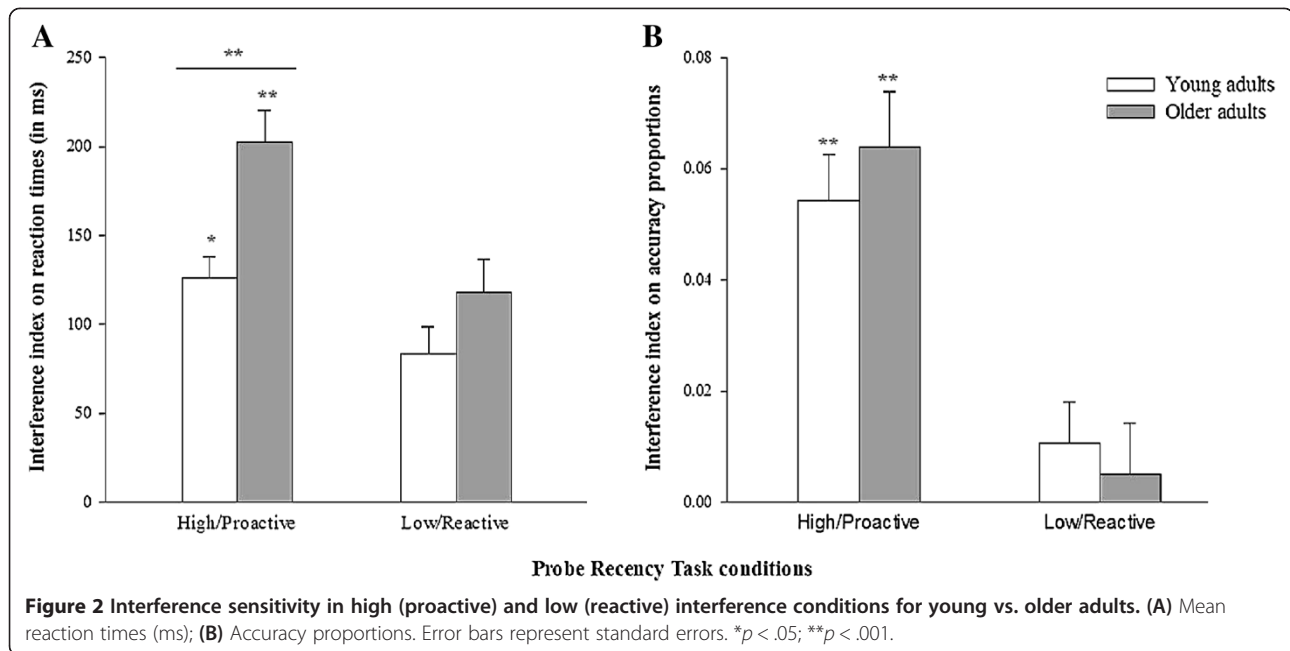 A
B
Interference index on reaction times (in ms)
250
200
150
100
50
0
**
**
*
High/Proactive
Low/Reactive
Interference index on accuracy proportions
0.08
0.06
0.04
0.02
0.00
**
**
Young adults
Older adults
High/Proactive
Low/Reactive
Probe Recency Task conditions
Figure 2 Interference sensitivity in high (proactive) and low (reactive) interference conditions for young vs. older adults. (A) Mean
reaction times (ms); (B) Accuracy proportions. Error bars represent standard errors. *p < .05; **p < .001.